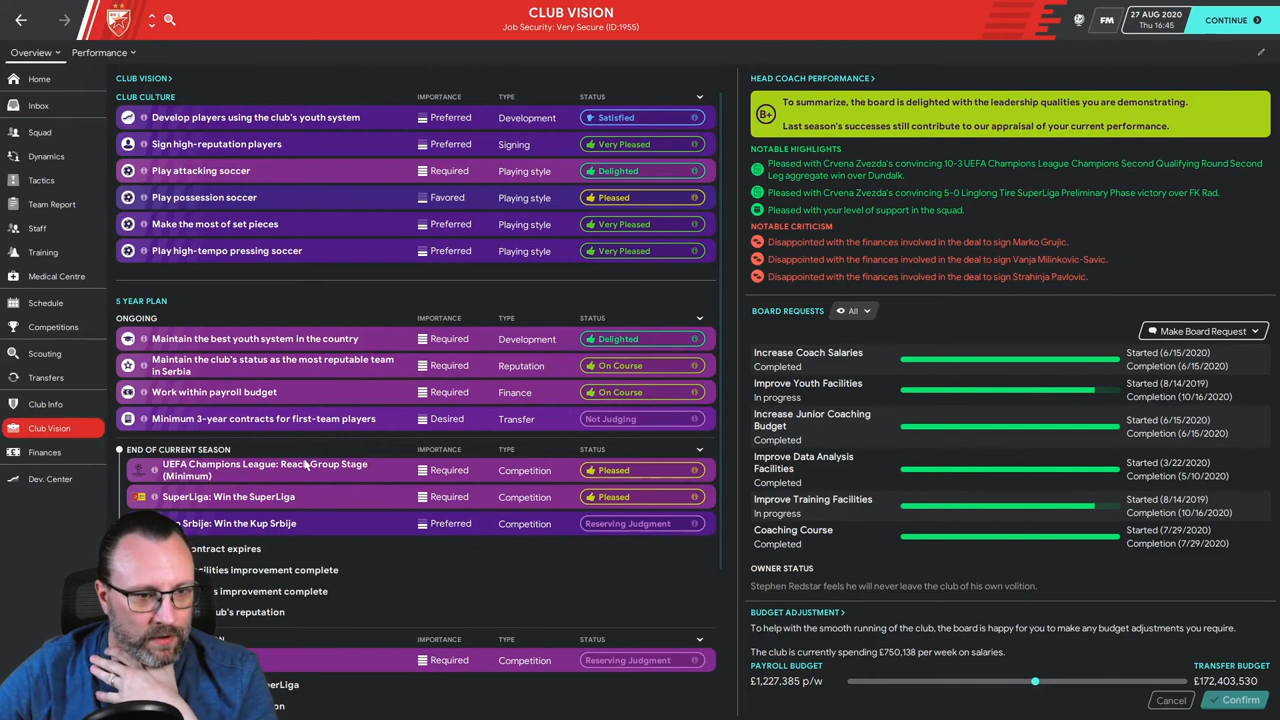 CLUB VISION
Job Security: Very Secure (ID:1955)
FM
27 AUG 2020
Thu 16:45
CONTINUE
Overview
Performance
Home
Inbox
Squad
Dynamics
Tactics
Team Report
Staff
Training
Medical Centre
Schedule
Competitions
Scouting
Transfers
Club Info
Club Vision
Finances
Dev. Center
CLUB VISION>
CLUB CULTURE IMPORTANCE TYPE STATUS
Develop players using the club's youth system Preferred Development Satisfied
Sign high-reputation players Preferred Signing Very Pleased
Play attacking soccer Required Playing style Delighted
Play possession soccer Favored Playing style Pleased
Make the most of set pieces Preferred Playing style Very Pleased
Play high-tempo pressing soccer Preferred Playing style Very Pleased
5 YEAR PLAN
ONGOING IMPORTANCE TYPE STATUS
Maintain the best youth system in the country Required Development Delighted
Maintain the club's status as the most reputable team
in Serbia Required Reputation On Course
Work within payroll budget Required Finance On Course
Minimum 3-year contracts for first-team players Desired Transfer Not Judging
END OF CURRENT SEASON IMPORTANCE TYPE STATUS
UEFA Champions League: Reach Group Stage
(Minimum) Required Competition Pleased
SuperLiga: Win the SuperLiga Required Competition Pleased
Srbije: Win the Kup Srbije Preferred Competition Reserving Judgment
contract expires
improvement complete
improvement complete
reputation
IMPORTANCE TYPE STATUS
Required Competition Reserving Judgment
HEAD COACH PERFORMANCE>
B+
To summarize, the board is delighted with the leadership qualities you are demonstrating.
Last season's successes still contribute to our appraisal of your current performance.
NOTABLE HIGHLIGHTS
Pleased with Crvena Zvezda's convincing 10-3 UEFA Champions League Champions Second Qualifying Round Second
Leg aggregate win over Dundalk.
Pleased with Crvena Zvezda's convincing 5-0 Linglong Tire SuperLiga Preliminary Phase victory over FK Rad.
Pleased with your level of support in the squad.
NOTABLE CRITICISM
Disappointed with the finances involved in the deal to sign Marko Grujic.
Disappointed with the finances involved in the deal to sign Vanja Milinkovic-Savic.
Disappointed with the finances involved in the deal to sign Strahinja Pavlovic.
BOARD REQUESTS All
Make Board Request
Increase Coach Salaries Started (6/15/2020)
Completed Completion (6/15/2020)
Improve Youth Facilities Started (8/14/2019)
In progress Completion (10/16/2020)
Increase Junior Coaching
Budget Started (6/15/2020)
Completed Completion (6/15/2020)
Improve Data Analysis
Facilities Started (3/22/2020)
Completed Completion (5/10/2020)
Improve Training Facilities Started (8/14/2019)
In progress Completion (10/16/2020)
Coaching Course Started (7/29/2020)
Completed Completion (7/29/2020)
OWNER STATUS
Stephen Redstar feels he will never leave the club of his own volition.
BUDGET ADJUSTMENT>
To help with the smooth running of the club, the board is happy for you to make any budget adjustments you require.
The club is currently spending £750,138 per week on salaries.
PAYROLL BUDGET TRANSFER BUDGET
£1,227,385 p/w £172,403,530
Cancel Confirm